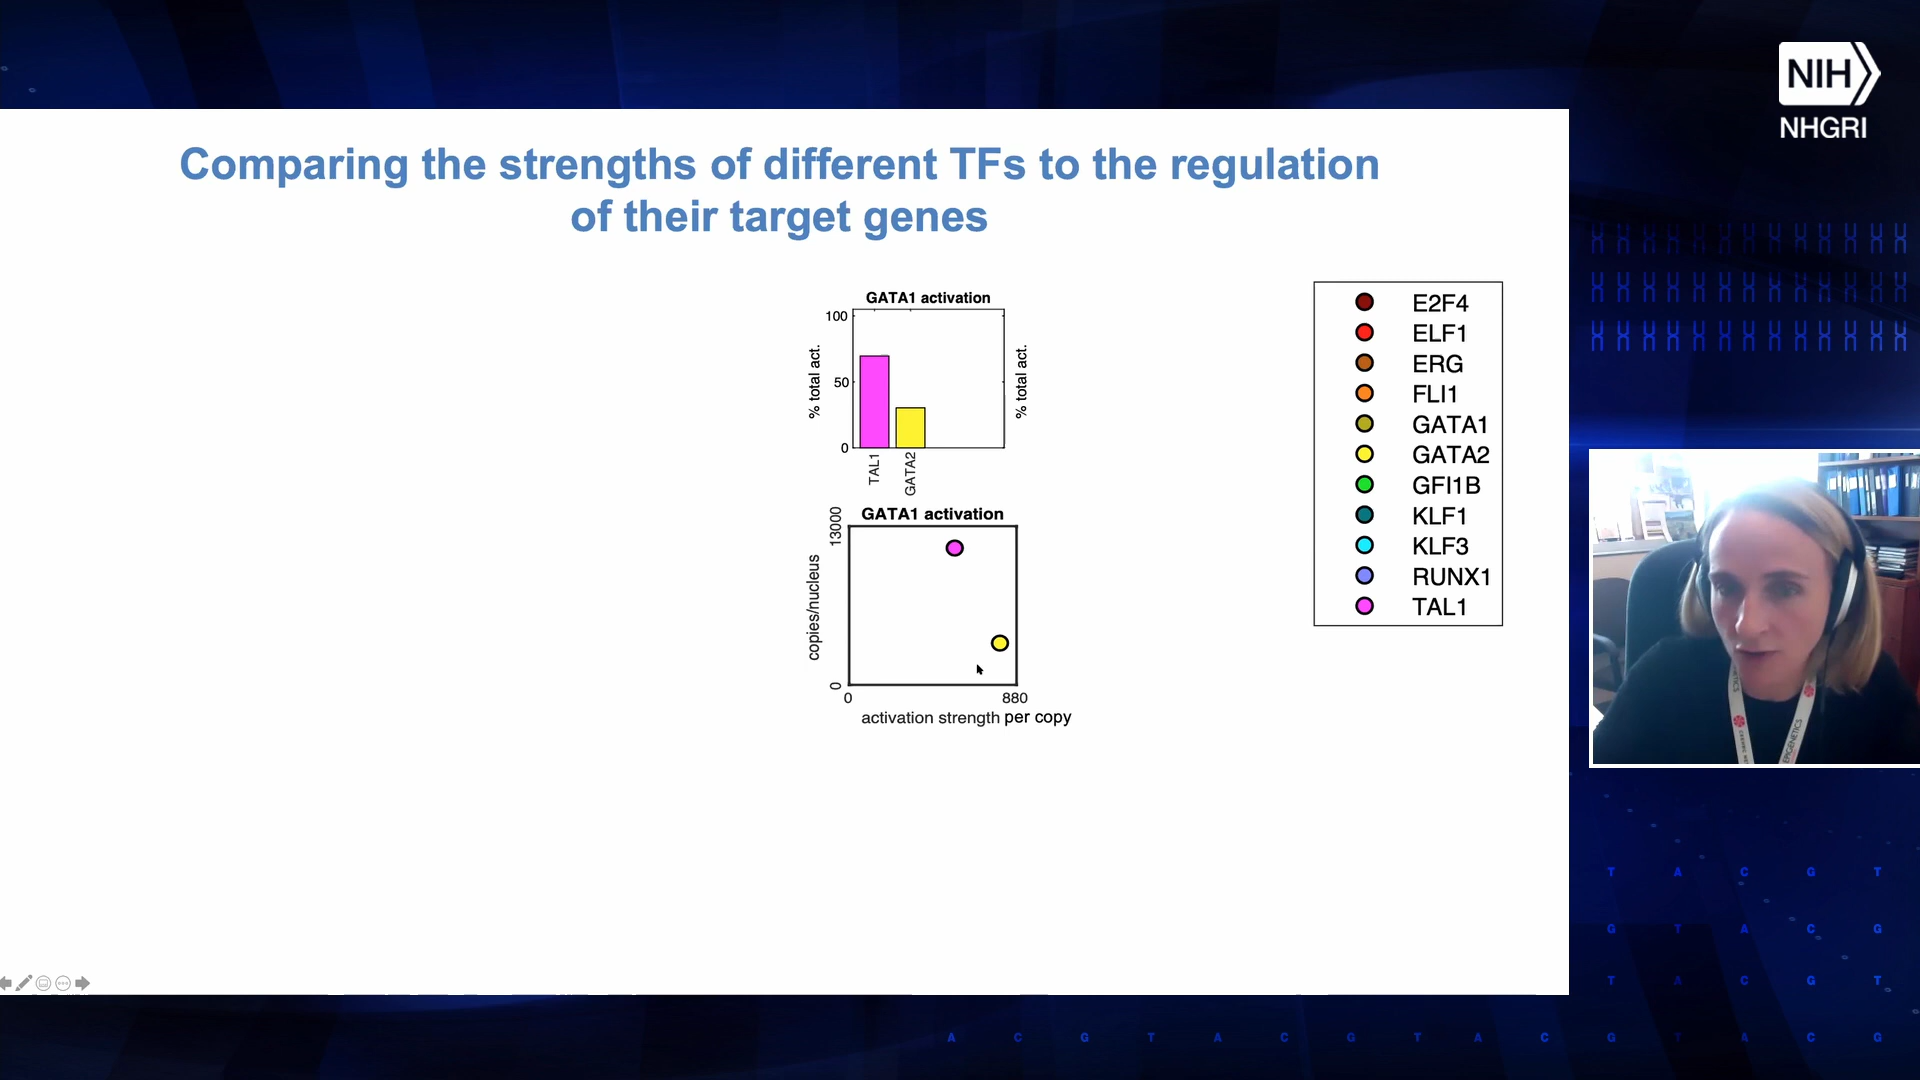 NIH
NHGRI
Comparing the strengths of different TFs to the regulation
of their target genes
GATA1 activation
100
50
0
% total act.
% total act.
TAL1
GATA2
GATA1 activation
13000
0
copies/nucleus
0
880
activation strength per copy
E2F4
ELF1
ERG
FLI1
GATA1
GATA2
GFI1B
KLF1
KLF3
RUNX1
TAL1
EPIGENETICS
T A C G T
G T A C G
T A C G T
A C G T A C G T A C G T A C G